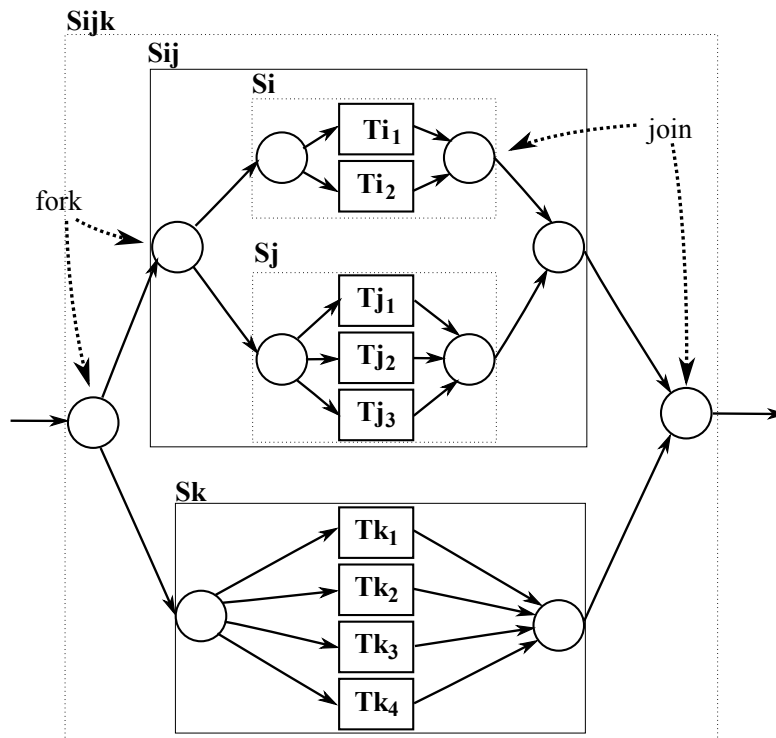 Sijk
Sij
Si
Ti1
join
Ti2
fork
Sj
Tj1
Tj2
Tj3
Sk
Tk1
Tk2
Tk3
Tk4